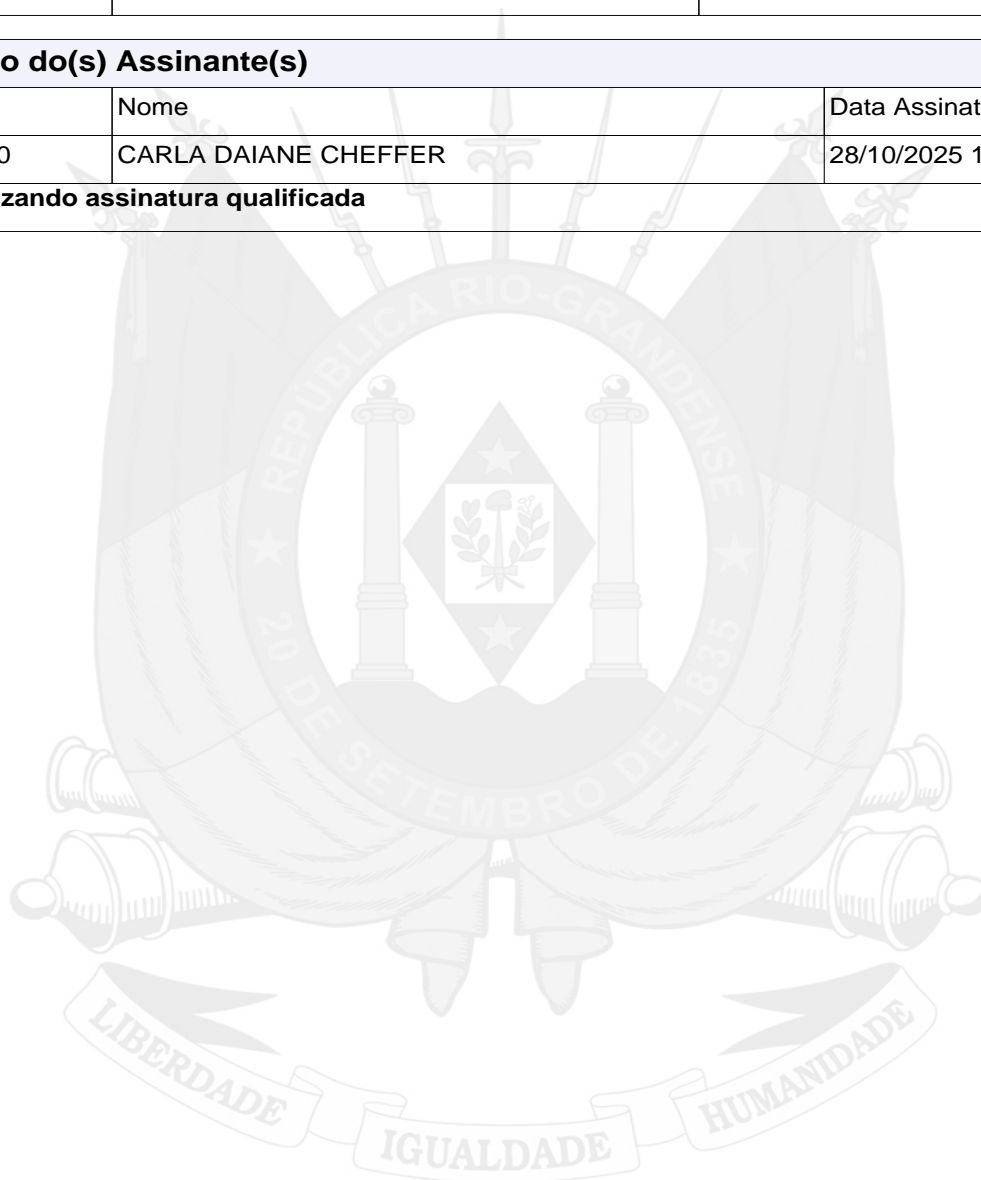 o do(s) Assinante(s)
Nome Data Assinat
0 CARLA DAIANE CHEFFER 28/10/2025 1
zando assinatura qualificada
REPÚBLICA RIO-GRANDENSE
★ 20 DE SETEMBRO DE 1835 ★
LIBERDADE IGUALDADE HUMANIDADE